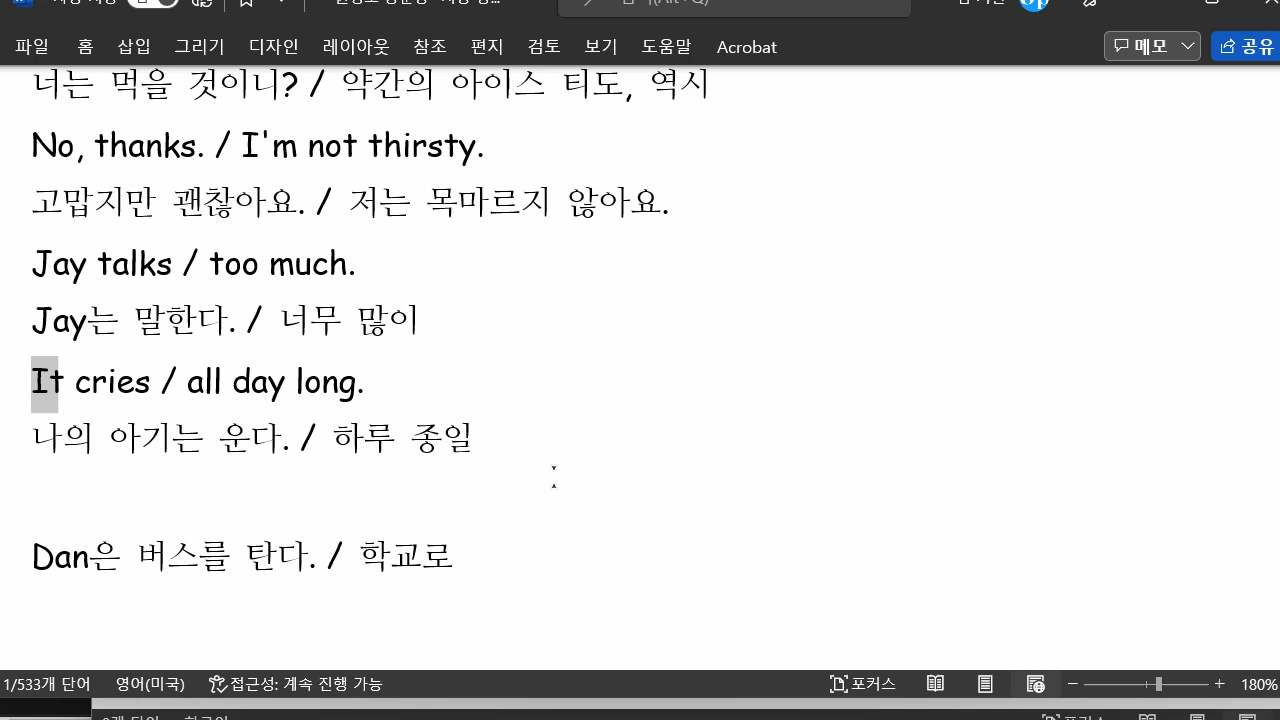 파일 홈 삽입 그리기 디자인 레이아웃 참조 편지 검토 보기 도움말 Acrobat 메모 공유
너는 먹을 것이니? / 약간의 아이스 티도, 역시
No, thanks. / I'm not thirsty.
고맙지만 괜찮아요. / 저는 목마르지 않아요.
Jay talks / too much.
Jay는 말한다. / 너무 많이
It cries / all day long.
나의 아기는 운다. / 하루 종일
Dan은 버스를 탄다. / 학교로
1/533개 단어 영어(미국) 접근성: 계속 진행 가능 포커스 180%